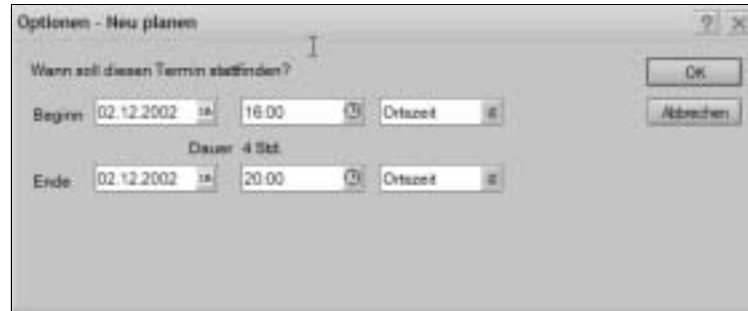 Optionen - Neu planen
Wann soll diesen Termin stattfinden?
OK
Beginn 02.12.2002 16:00 Ortszeit
Abbrechen
Dauer 4 Std.
Ende 02.12.2002 20:00 Ortszeit